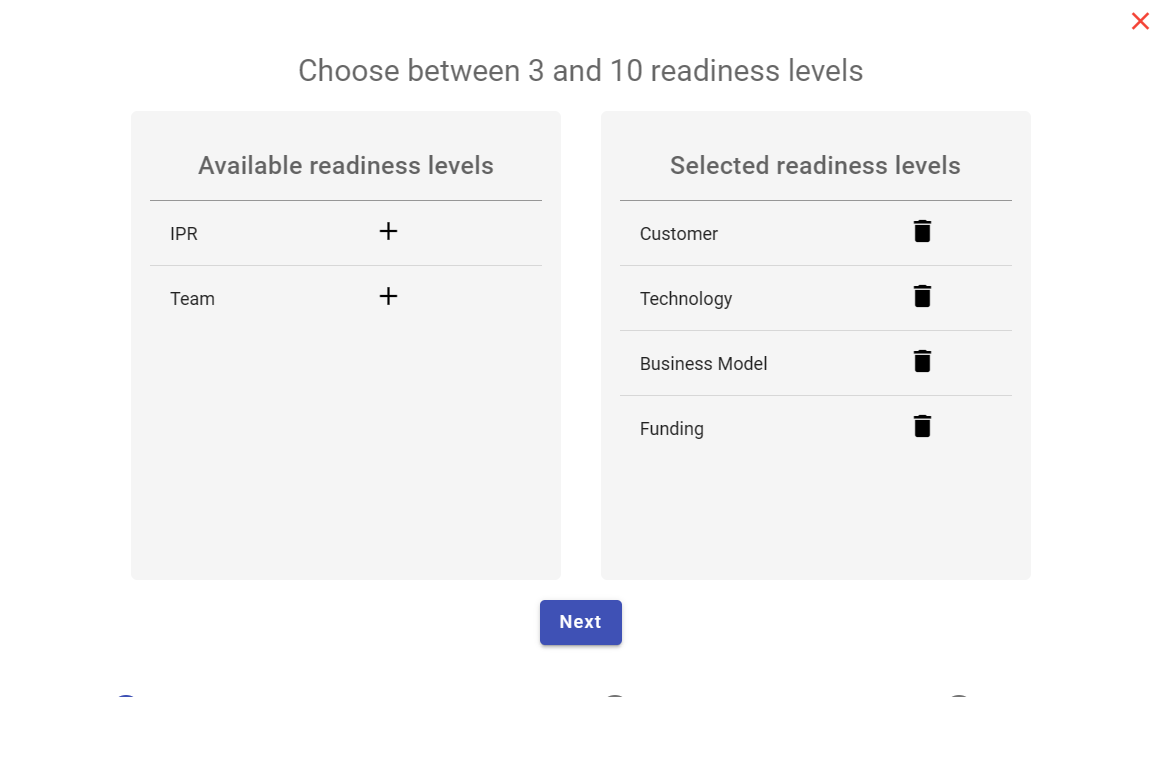 Choose between 3 and 10 readiness levels
Available readiness levels
IPR
Team
Selected readiness levels
Customer
Technology
Business Model
Funding
Next